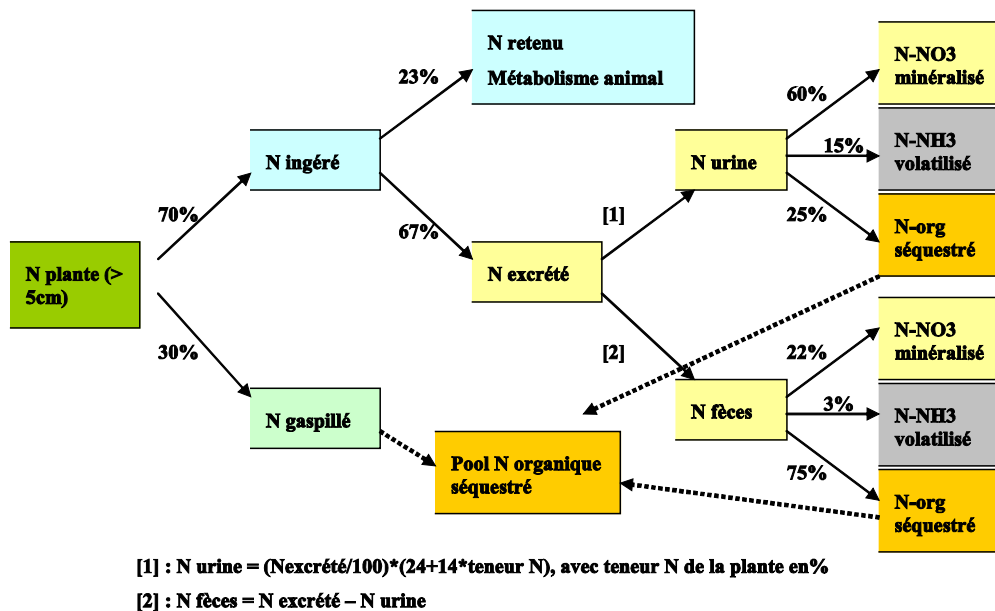 N retenu
Métabolisme animal
23%
N-NO3
minéralisé
60%
N ingéré
N urine
15%
N-NH3
volatilisé
70%
67%
[1]
25%
N-org
séquestré
N plante (>
5cm)
N excrété
30%
[2]
22%
N-NO3
minéralisé
N gaspillé
N fèces
3%
N-NH3
volatilisé
Pool N organique
séquestré
75%
N-org
séquestré
[1] : N urine = (Nexcrété/100)*(24+14*teneur N), avec teneur N de la plante en%
[2] : N fèces = N excrété – N urine